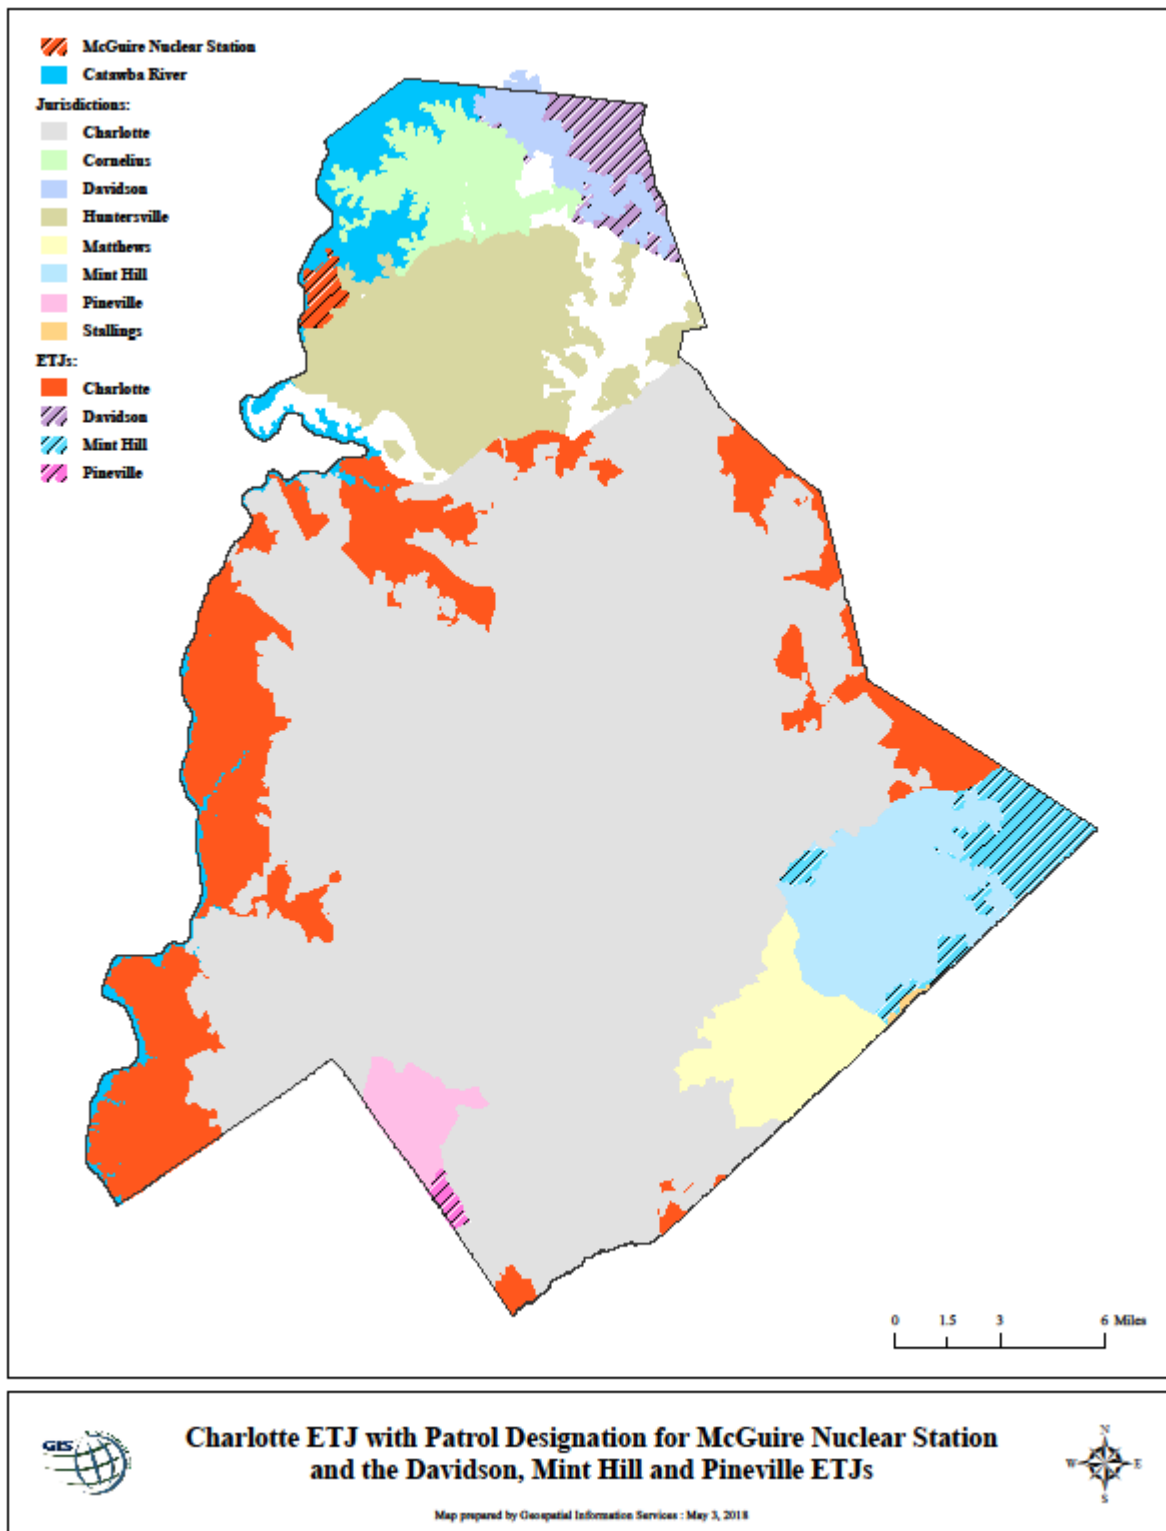 McGuire Nuclear Station
Catawba River
Jurisdictions:
Charlotte
Cornelius
Davidson
Huntersville
Matthews
Mint Hill
Pineville
Stallings
ETJs:
Charlotte
Davidson
Mint Hill
Pineville
0 1.5 3 6 Miles
GIS
Charlotte ETJ with Patrol Designation for McGuire Nuclear Station
and the Davidson, Mint Hill and Pineville ETJs
Map prepared by Geospatial Information Services : May 3, 2018
N
W E
S